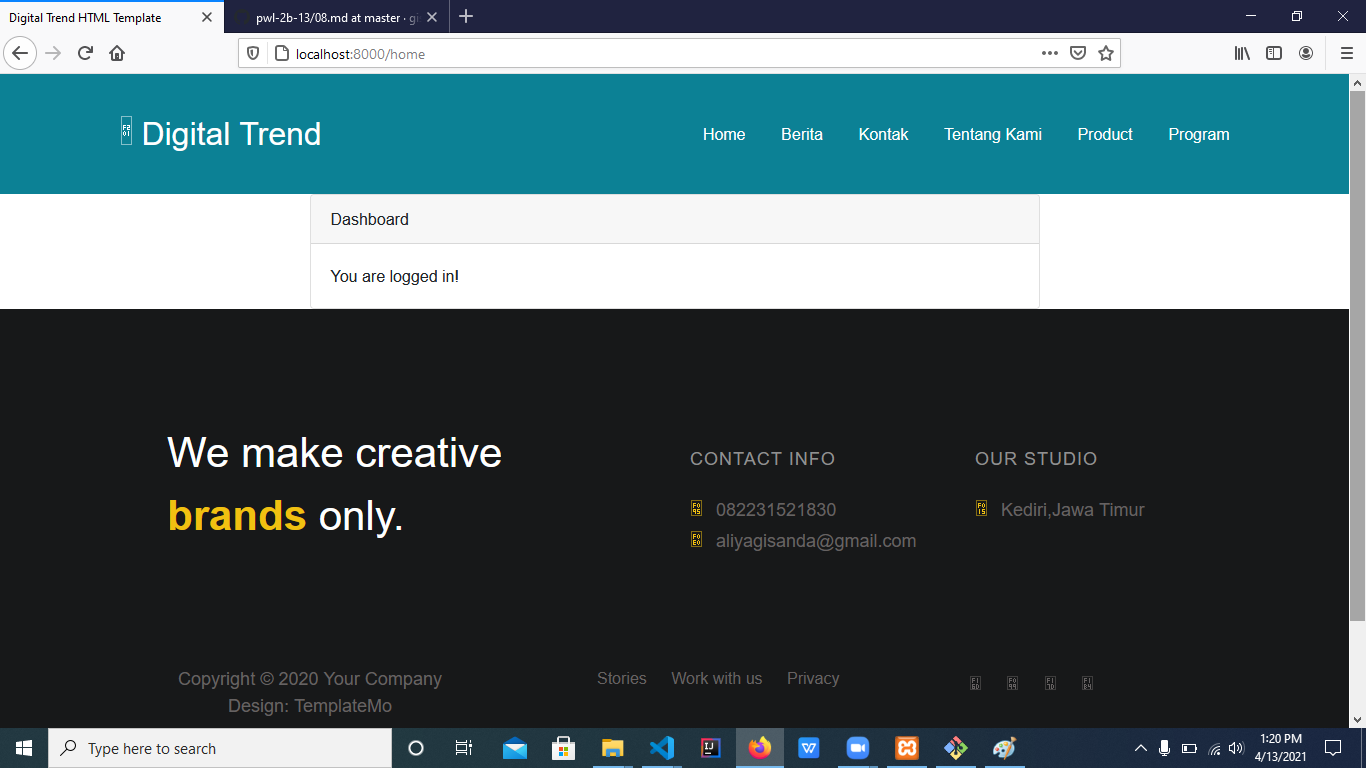 Digital Trend HTML Template
pwl-2b-13/08.md at master · gi
localhost:8000/home
Digital Trend
Home Berita Kontak Tentang Kami Product Program
Dashboard
You are logged in!
We make creative
brands only.
CONTACT INFO
082231521830
aliyagisanda@gmail.com
OUR STUDIO
Kediri,Jawa Timur
Copyright © 2020 Your Company
Design: TemplateMo
Stories Work with us Privacy
Type here to search
1:20 PM
4/13/2021